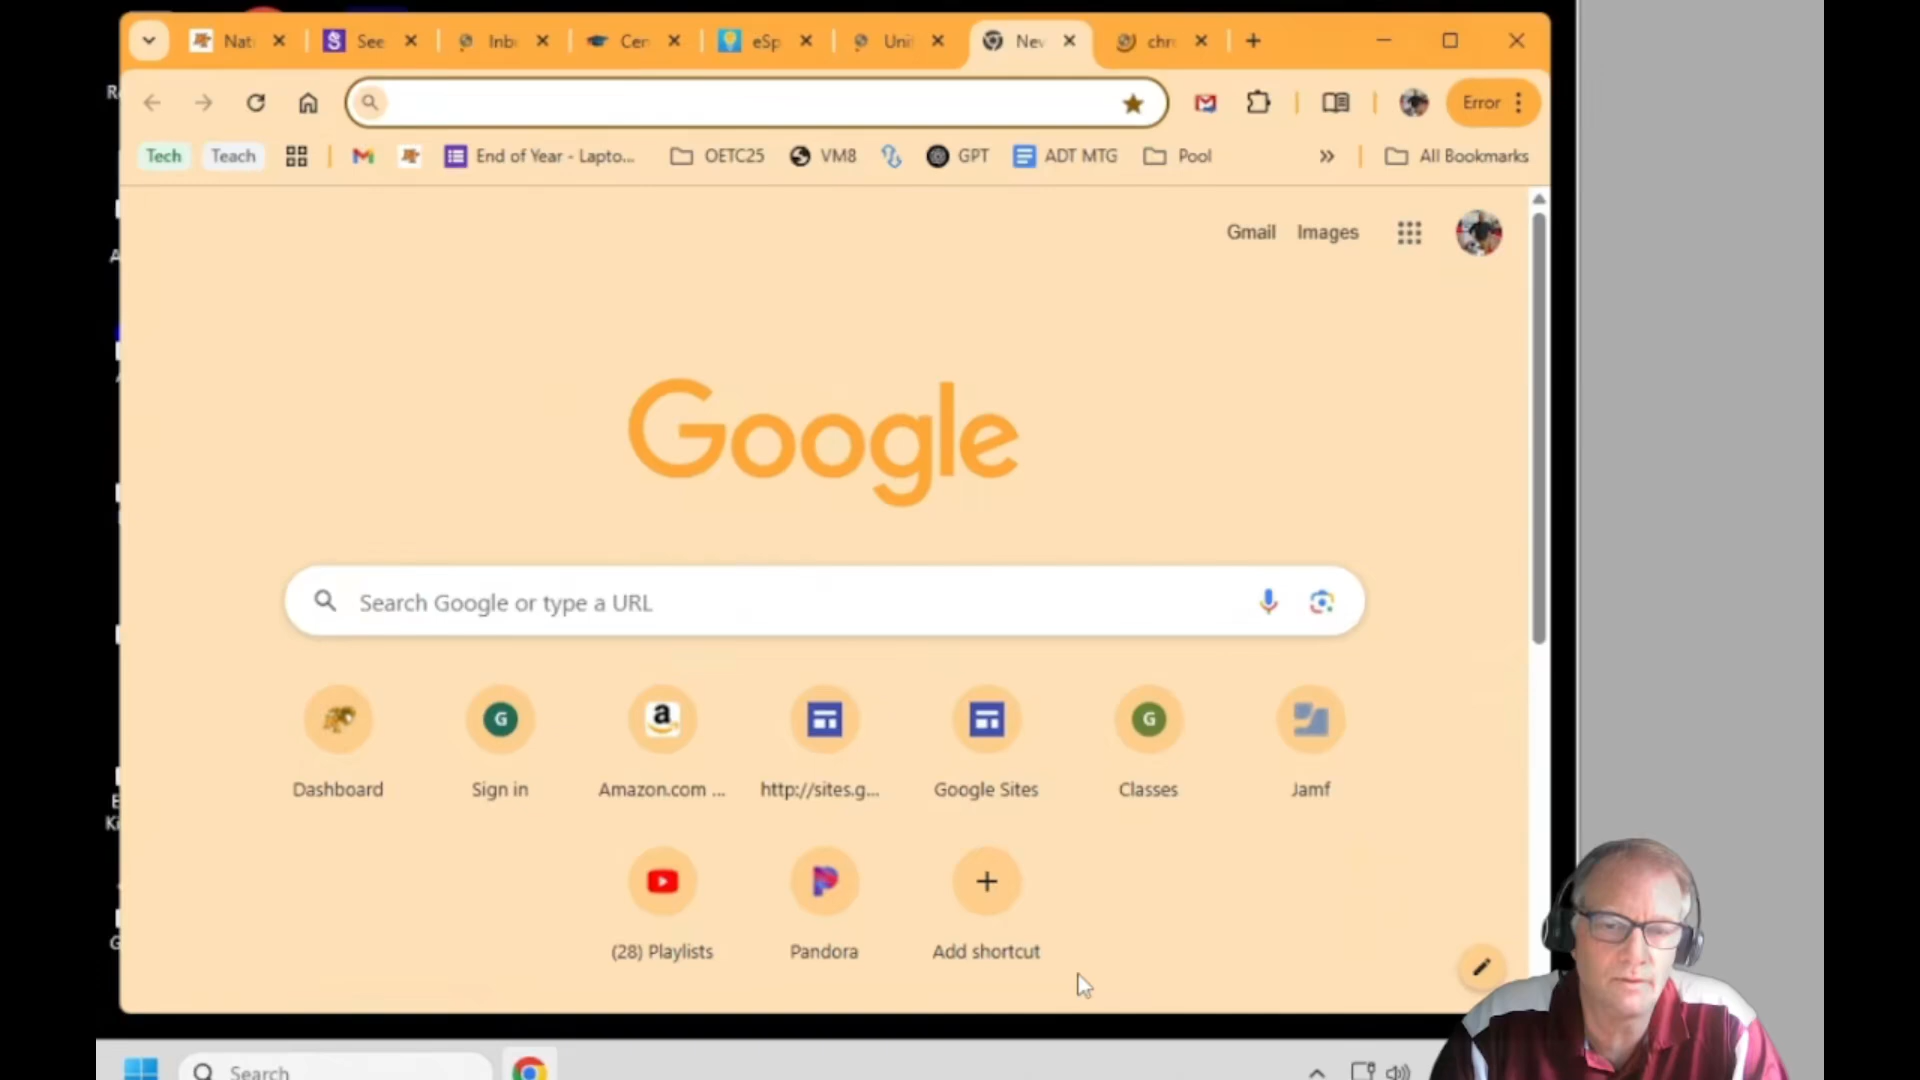 Nat
See
Inb
Cen
eSp
Uni
Nev
chr
Error
Tech
Teach
End of Year - Lapto...
OETC25
VM8
GPT
ADT MTG
Pool
All Bookmarks
Gmail
Images
Google
Search Google or type a URL
G
a
G
Dashboard
Sign in
Amazon.com ...
http://sites.g...
Google Sites
Classes
Jamf
(28) Playlists
Pandora
Add shortcut
Search